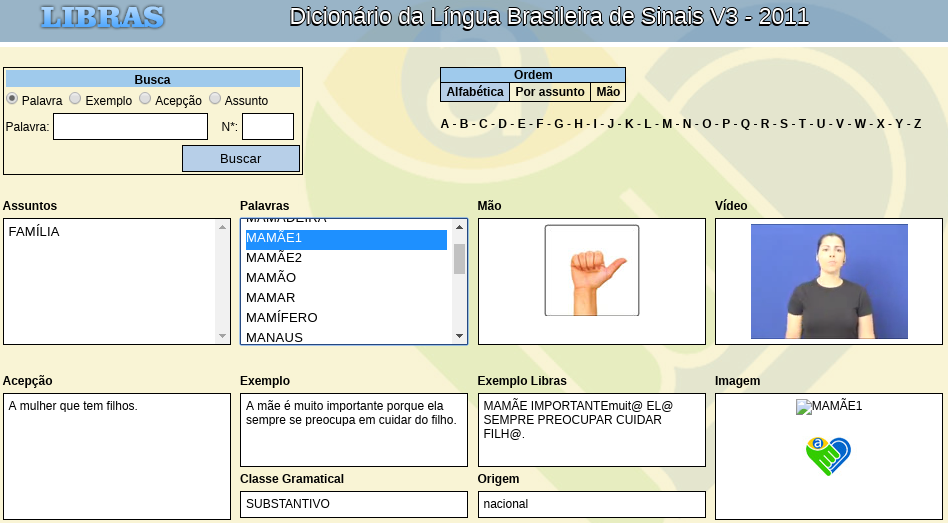 LIBRAS
Dicionário da Língua Brasileira de Sinais V3 - 2011
Busca
Palavra Exemplo Acepção Assunto
Palavra: N*:
Buscar
Ordem
Alfabética Por assunto Mão
A - B - C - D - E - F - G - H - I - J - K - L - M - N - O - P - Q - R - S - T - U - V - W - X - Y - Z
Assuntos
FAMÍLIA
Palavras
MAMADEIRA
MAMÃE1
MAMÃE2
MAMÃO
MAMAR
MAMÍFERO
MANAUS
Mão
Vídeo
Acepção
A mulher que tem filhos.
Exemplo
A mãe é muito importante porque ela
sempre se preocupa em cuidar do filho.
Exemplo Libras
MAMÃE IMPORTANTEmuit@ EL@
SEMPRE PREOCUPAR CUIDAR
FILH@.
Imagem
MAMÃE1
a
Classe Gramatical
SUBSTANTIVO
Origem
nacional